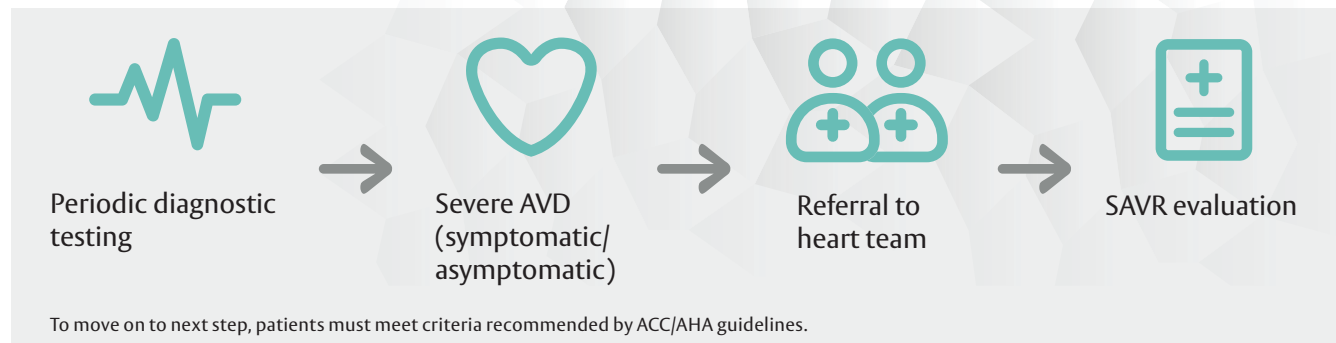 Periodic diagnostic
testing
Severe AVD
(symptomatic/
asymptomatic)
Referral to
heart team
SAVR evaluation
To move on to next step, patients must meet criteria recommended by ACC/AHA guidelines.